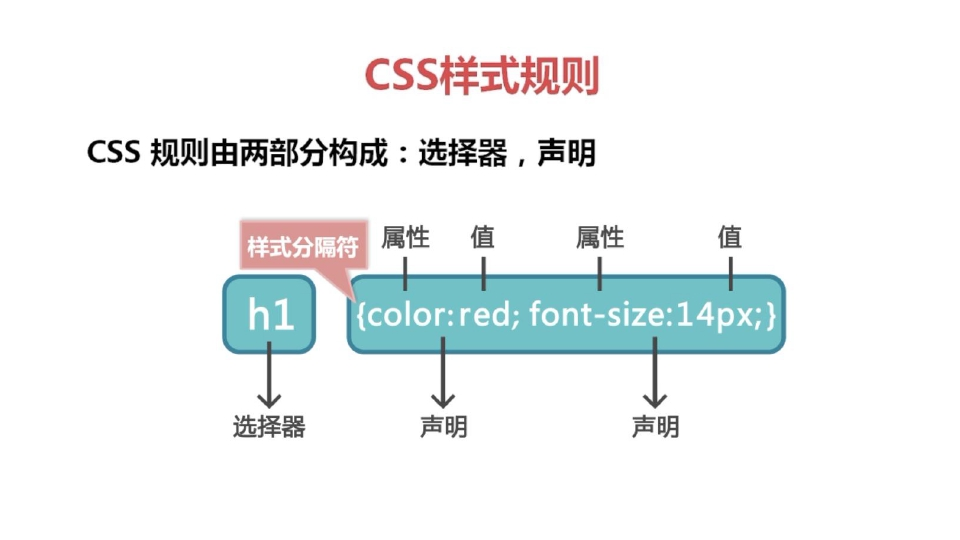 CSS样式规则
CSS 规则由两部分构成：选择器，声明
样式分隔符
属性 值 属性 值
h1 {color:red; font-size:14px;}
选择器 声明 声明